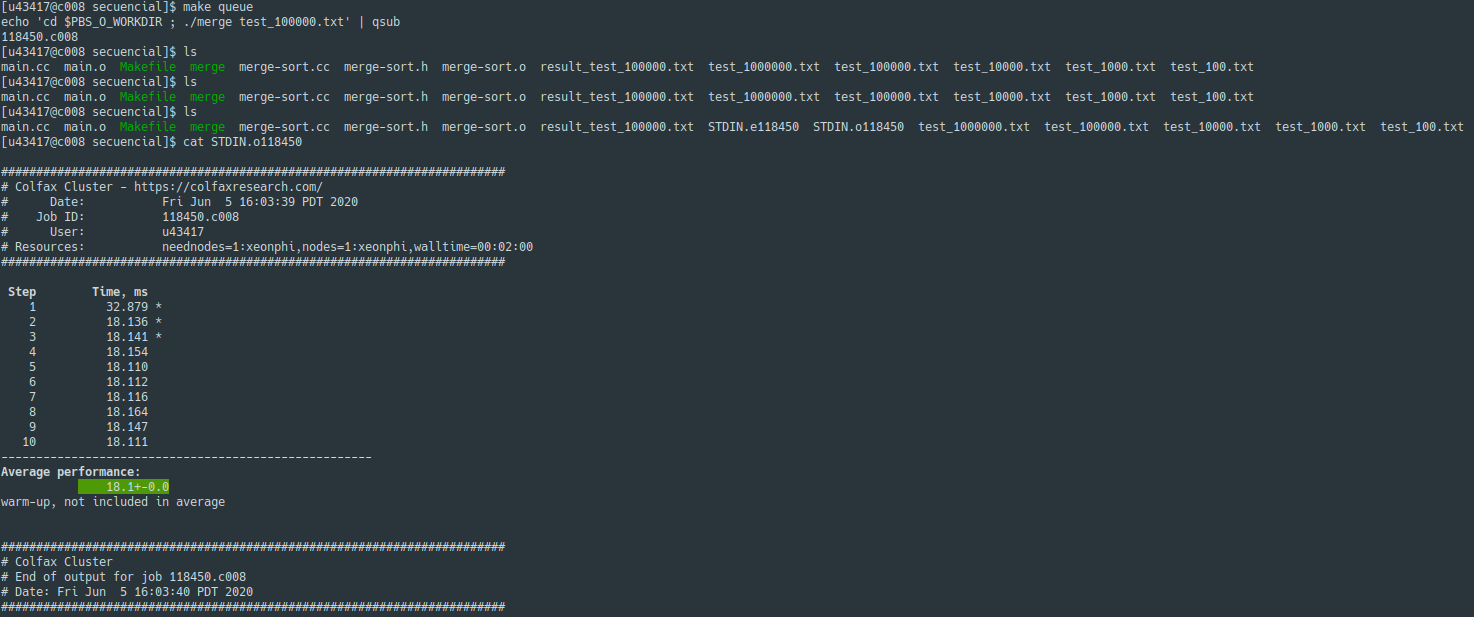 [u43417@c008 secuencial]$ make queue
echo 'cd $PBS_O_WORKDIR ; ./merge test_100000.txt' | qsub
118450.c008
[u43417@c008 secuencial]$ ls
main.cc  main.o  Makefile  merge  merge-sort.cc  merge-sort.h  merge-sort.o  result_test_100000.txt  test_1000000.txt  test_100000.txt  test_10000.txt  test_1000.txt  test_100.txt
[u43417@c008 secuencial]$ ls
main.cc  main.o  Makefile  merge  merge-sort.cc  merge-sort.h  merge-sort.o  result_test_100000.txt  test_1000000.txt  test_100000.txt  test_10000.txt  test_1000.txt  test_100.txt
[u43417@c008 secuencial]$ ls
main.cc  main.o  Makefile  merge  merge-sort.cc  merge-sort.h  merge-sort.o  result_test_100000.txt  STDIN.e118450  STDIN.o118450  test_1000000.txt  test_100000.txt  test_10000.txt  test_1000.txt  test_100.txt
[u43417@c008 secuencial]$ cat STDIN.o118450
########################################################################
# Colfax Cluster - https://colfaxresearch.com/
#      Date:           Fri Jun  5 16:03:39 PDT 2020
#    Job ID:           118450.c008
#      User:           u43417
# Resources:           neednodes=1:xeonphi,nodes=1:xeonphi,walltime=00:02:00
########################################################################
Step        Time, ms
1          32.879 *
2          18.136 *
3          18.141 *
4          18.154
5          18.110
6          18.112
7          18.116
8          18.164
9          18.147
10          18.111
-----------------------------------------------------
Average performance:
18.1+-0.0
warm-up, not included in average
########################################################################
# Colfax Cluster
# End of output for job 118450.c008
# Date: Fri Jun  5 16:03:40 PDT 2020
########################################################################